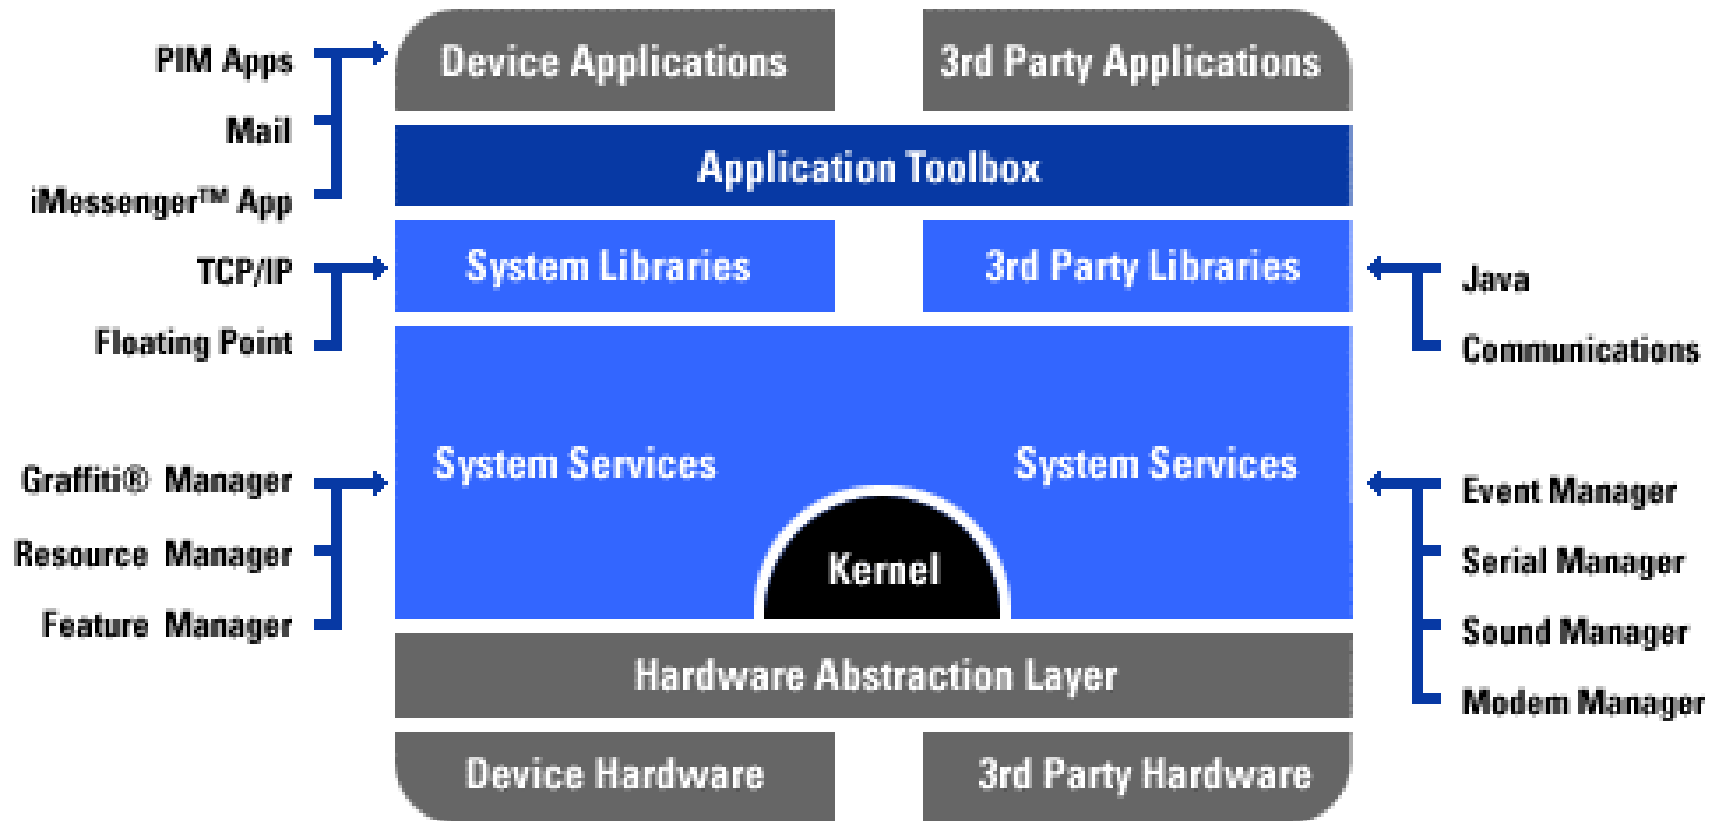 PIM Apps
Mail
iMessenger™ App
TCP/IP
Floating Point
Graffiti® Manager
Resource Manager
Feature Manager
Device Applications
3rd Party Applications
Application Toolbox
System Libraries
3rd Party Libraries
System Services
System Services
Kernel
Hardware Abstraction Layer
Device Hardware
3rd Party Hardware
Java
Communications
Event Manager
Serial Manager
Sound Manager
Modem Manager